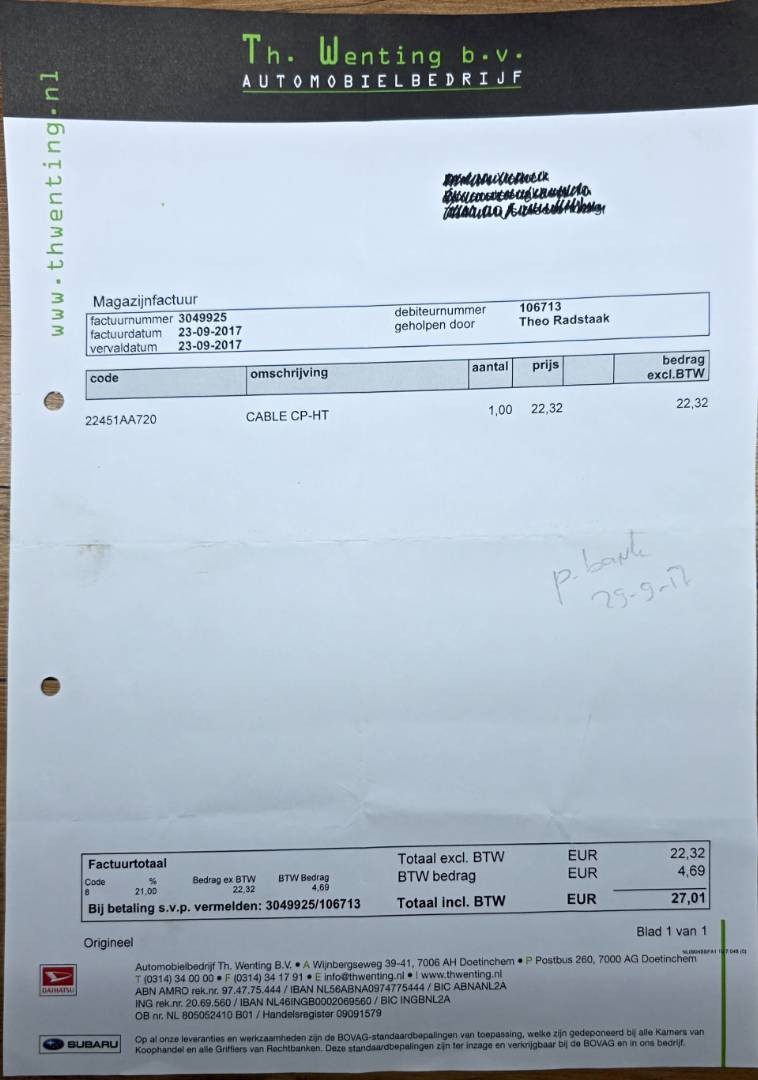 Th. Wenting b.v.
AUTOMOBIELBEDRIJF
www.thwenting.nl
Magazijnfactuur
factuurnummer 3049925
factuurdatum 23-09-2017
vervaldatum 23-09-2017
debiteurnummer 106713
geholpen door Theo Radstaak
code omschrijving aantal prijs bedrag excl.BTW
22451AA720 CABLE CP-HT 1,00 22,32 22,32
p. bank
29-9-17
Factuurtotaal
Code % Bedrag ex BTW BTW Bedrag
8 21,00 22,32 4,69
Bij betaling s.v.p. vermelden: 3049925/106713
Totaal excl. BTW EUR 22,32
BTW bedrag EUR 4,69
Totaal incl. BTW EUR 27,01
Blad 1 van 1
Origineel
Automobielbedrijf Th. Wenting B.V. • A Wijnbergseweg 39-41, 7006 AH Doetinchem • P Postbus 260, 7000 AG Doetinchem
T (0314) 34 00 00 • F (0314) 34 17 91 • E info@thwenting.nl • I www.thwenting.nl
ABN AMRO rek.nr. 97.47.75.444 / IBAN NL56ABNA0974775444 / BIC ABNANL2A
ING rek.nr. 20.69.560 / IBAN NL46INGB0002069560 / BIC INGBNL2A
OB nr. NL 805052410 B01 / Handelsregister 09091579
DAIHATSU
SUBARU
Op al onze leveranties en werkzaamheden zijn de BOVAG-standaardbepalingen van toepassing, welke zijn gedeponeerd bij alle Kamers van
Koophandel en alle Griffiers van Rechtbanken. Deze standaardbepalingen zijn ter inzage en verkrijgbaar bij de BOVAG en in ons bedrijf.